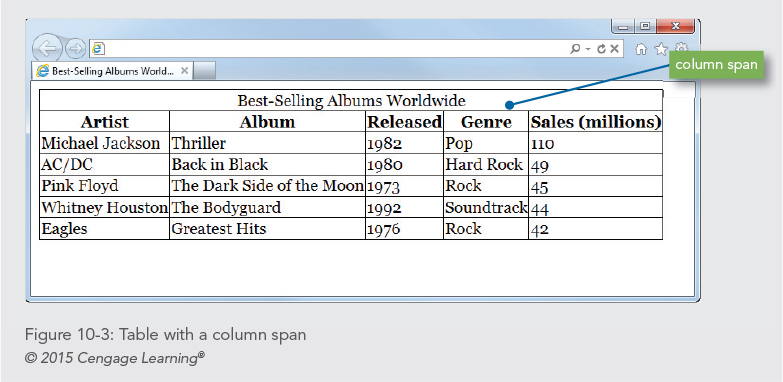 Best-Selling Albums World...
column span
Best-Selling Albums Worldwide
Artist Album Released Genre Sales (millions)
Michael Jackson Thriller 1982 Pop 110
AC/DC Back in Black 1980 Hard Rock 49
Pink Floyd The Dark Side of the Moon 1973 Rock 45
Whitney Houston The Bodyguard 1992 Soundtrack 44
Eagles Greatest Hits 1976 Rock 42
Figure 10-3: Table with a column span
© 2015 Cengage Learning®